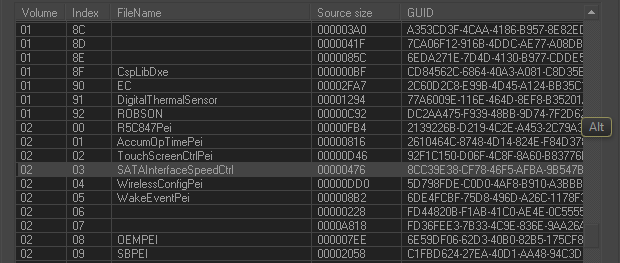 Volume Index FileName Source size GUID
01 8C 000003A0 A353CD3F-4CAA-4186-B957-8E82ED
01 8D 0000041F 7CA06F12-916B-4DDC-AE77-A08DB
01 8E 0000085C 6EDA271E-7D4D-4130-B977-CDDE5
01 8F CspLibDxe 000000BF CD84562C-6864-40A3-A081-C8D35B
01 90 EC 00002FA7 2C60D2C8-E99B-4D45-A124-BB35C1
01 91 DigitalThermalSensor 00001294 77A6009E-116E-464D-8EF8-B35201
01 92 ROBSON 00000C92 DC2AA475-F939-48BB-9D74-7F2D62
02 00 R5C847Pei 00000FB4 2139226B-D219-4C2E-A453-2C79A3
02 01 AccumOpTimePei 00000816 2610464C-8748-4D14-824E-F84D37
Alt
02 02 TouchScreenCtrlPei 00000D46 92F1C150-D06F-4C8F-8A60-B83776
02 03 SATAInterfaceSpeedCtrl 00000476 8CC39E38-CF78-46F5-AFBA-9B547B
02 04 WirelessConfigPei 00000DD0 5D798FDE-C0D0-4AF8-B910-A3BBB
02 05 WakeEventPei 000008B2 6DE4FCBF-75D8-496D-A26C-1178F
02 06 00000228 FD44820B-F1AB-41C0-AE4E-0C5555
02 07 0000A818 FD36FEE3-7B33-4C9E-836E-9AA26
02 08 OEMPEI 000007EE 6E59DF06-62D3-40B0-82B5-175CF8
02 09 SBPEI 00002058 C1FBD624-27EA-40D1-AA48-94C3D